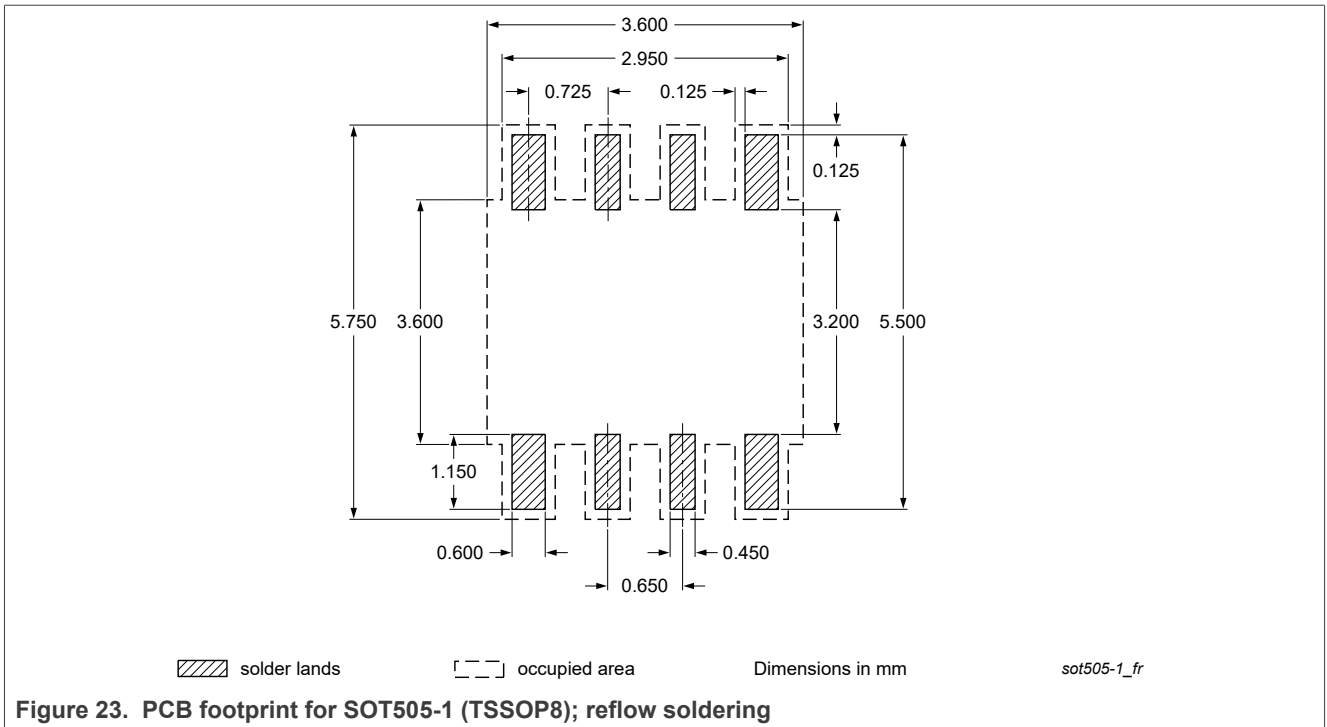 3.600
2.950
0.725 0.125
0.125
5.750 3.600 3.200 5.500
1.150
0.600 0.450
0.650
solder lands occupied area Dimensions in mm sot505-1_fr
Figure 23. PCB footprint for SOT505-1 (TSSOP8); reflow soldering